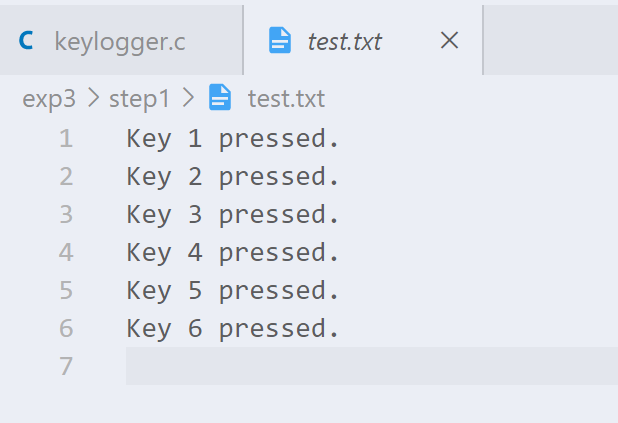 C keylogger.c test.txt
exp3 > step1 > test.txt
1 Key 1 pressed.
2 Key 2 pressed.
3 Key 3 pressed.
4 Key 4 pressed.
5 Key 5 pressed.
6 Key 6 pressed.
7